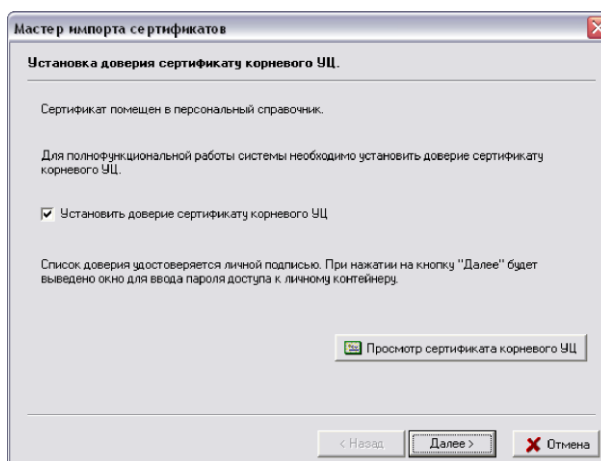 Мастер импорта сертификатов
Установка доверия сертификату корневого УЦ.
Сертификат помещен в персональный справочник.
Для полнофункциональной работы системы необходимо установить доверие сертификату
корневого УЦ.
Установить доверие сертификату корневого УЦ
Список доверия удостоверяется личной подписью. При нажатии на кнопку "Далее" будет
выведено окно для ввода пароля доступа к личному контейнеру.
Просмотр сертификата корневого УЦ
< Назад
Далее >
Отмена